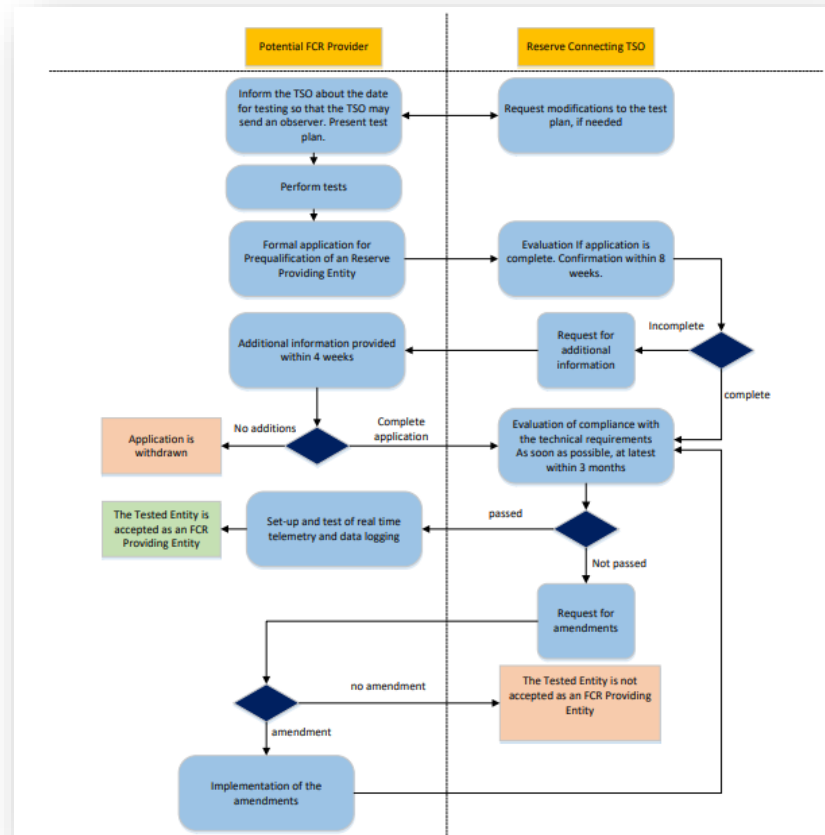 Potential FCR Provider
Reserve Connecting TSO
Inform the TSO about the date
for testing so that the TSO may
send an observer. Present test
plan.
Request modifications to the test
plan, if needed
Perform tests
Formal application for
Prequalification of an Reserve
Providing Entity
Evaluation If application is
complete. Confirmation within 8
weeks.
Incomplete
Request for
additional
information
Additional information provided
within 4 weeks
complete
No additions
Complete
application
Application is
withdrawn
Evaluation of compliance with
the technical requirements
As soon as possible, at latest
within 3 months
The Tested Entity is
accepted as an FCR
Providing Entity
Set-up and test of real time
telemetry and data logging
passed
Not passed
Request for
amendments
no amendment
The Tested Entity is not
accepted as an FCR Providing
Entity
amendment
Implementation of the
amendments